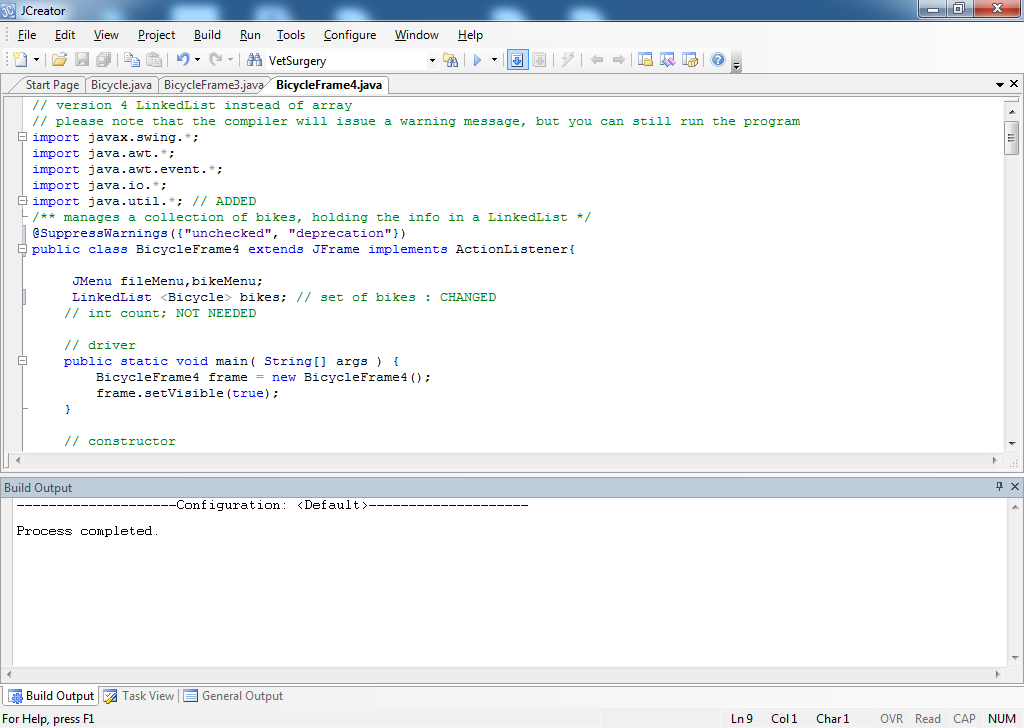 JCreator
File Edit View Project Build Run Tools Configure Window Help
VetSurgery
Start Page Bicycle.java BicycleFrame3.java BicycleFrame4.java
// version 4 LinkedList instead of array
// please note that the compiler will issue a warning message, but you can still run the program
import javax.swing.*;
import java.awt.*;
import java.awt.event.*;
import java.io.*;
import java.util.*; // ADDED
/** manages a collection of bikes, holding the info in a LinkedList */
@SuppressWarnings({"unchecked", "deprecation"})
public class BicycleFrame4 extends JFrame implements ActionListener{
JMenu fileMenu,bikeMenu;
LinkedList <Bicycle> bikes; // set of bikes : CHANGED
// int count; NOT NEEDED
// driver
public static void main( String[] args ) {
BicycleFrame4 frame = new BicycleFrame4();
frame.setVisible(true);
}
// constructor
Build Output
--------------------Configuration: <Default>--------------------
Process completed.
Build Output Task View General Output
For Help, press F1 Ln 9 Col 1 Char 1 OVR Read CAP NUM